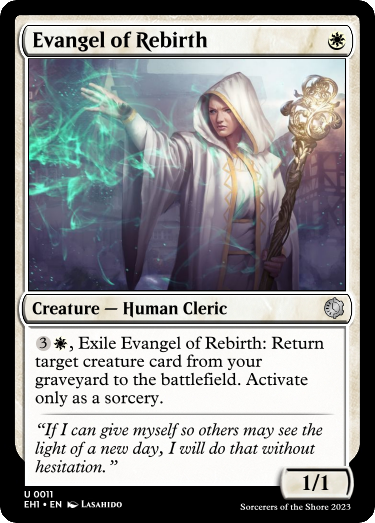 Evangel of Rebirth
Creature — Human Cleric
3, Exile Evangel of Rebirth: Return
target creature card from your
graveyard to the battlefield. Activate
only as a sorcery.
“If I can give myself so others may see the
light of a new day, I will do that without
hesitation.”
1/1
U 0011
EH1 • EN Lasahido
Sorcerers of the Shore 2023